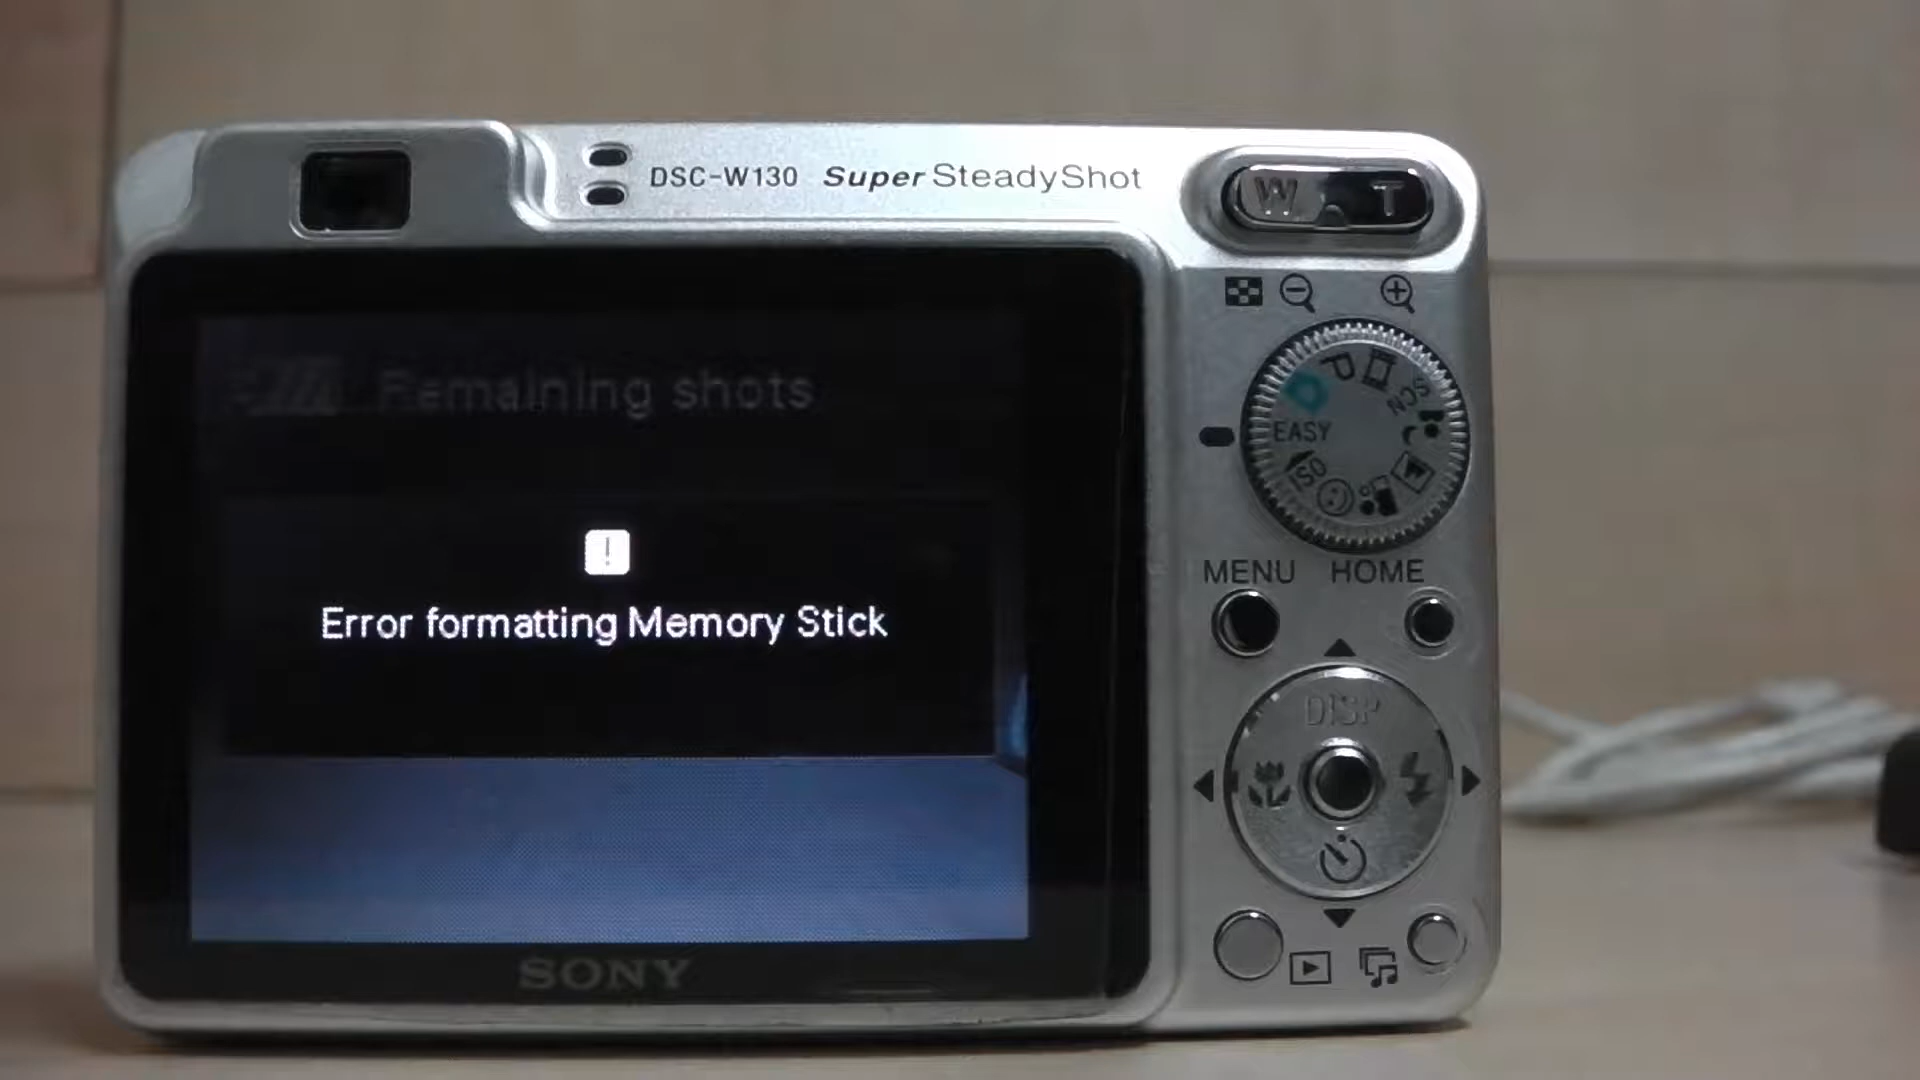 DSC-W130 Super SteadyShot
W T
Remaining shots
!
Error formatting Memory Stick
P
SCN
EASY
ISO
MENU HOME
DISP
SONY